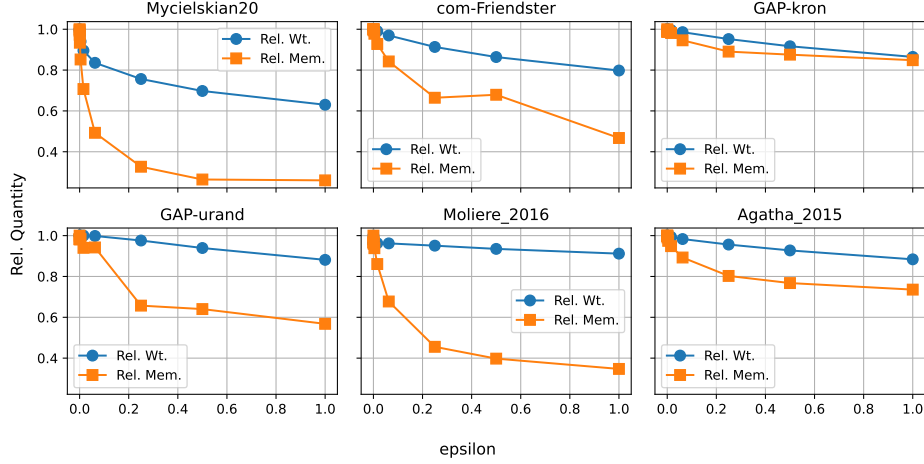 Mycielskian20
com-Friendster
GAP-kron
1.0
0.8
0.6
0.4
Rel. Wt.
Rel. Mem.
Rel. Wt.
Rel. Mem.
Rel. Wt.
Rel. Mem.
Rel. Quantity
GAP-urand
Moliere_2016
Agatha_2015
1.0
0.8
0.6
0.4
Rel. Wt.
Rel. Mem.
Rel. Wt.
Rel. Mem.
Rel. Wt.
Rel. Mem.
0.0 0.2 0.4 0.6 0.8 1.0
0.0 0.2 0.4 0.6 0.8 1.0
0.0 0.2 0.4 0.6 0.8 1.0
epsilon